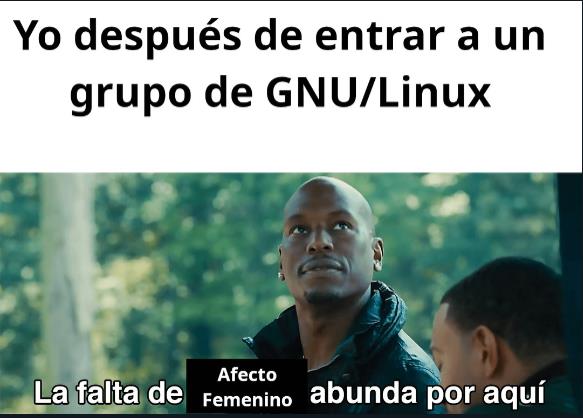 Yo después de entrar a un
grupo de GNU/Linux
La falta de Afecto Femenino abunda por aquí